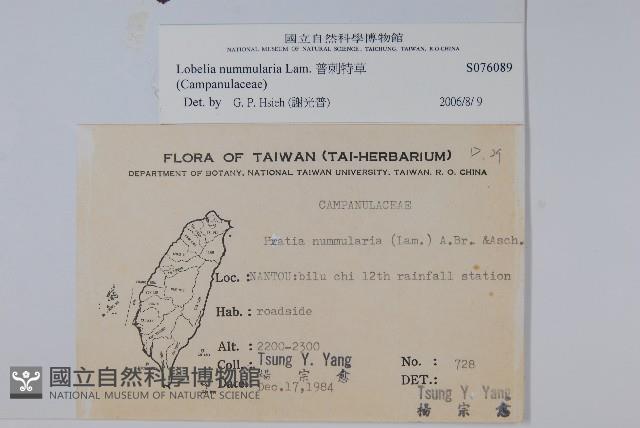 國立自然科學博物館
NATIONAL MUSEUM OF NATURAL SCIENCE, TAICHUNG, TAIWAN, R.O.CHINA
Lobelia nummularia Lam. 普刺特草 S076089
(Campanulaceae)
Det. by G. P. Hsieh (謝光普) 2006/8/9
FLORA OF TAIWAN (TAI-HERBARIUM)
DEPARTMENT OF BOTANY, NATIONAL TAIWAN UNIVERSITY, TAIWAN, R. O. CHINA
CAMPANULACEAE
Pratia nummularia (Lam.) A.Br. &Asch.
Loc.: NANTOU:bilu chi 12th rainfall station
Hab.: roadside
Alt.: 2200-2300
Coll.: Tsung Y. Yang No.: 728
楊宗愈
Date: Dec.17,1984 DET.:
Tsung Y. Yang
楊宗愈
國立自然科學博物館
NATIONAL MUSEUM OF NATURAL SCIENCE